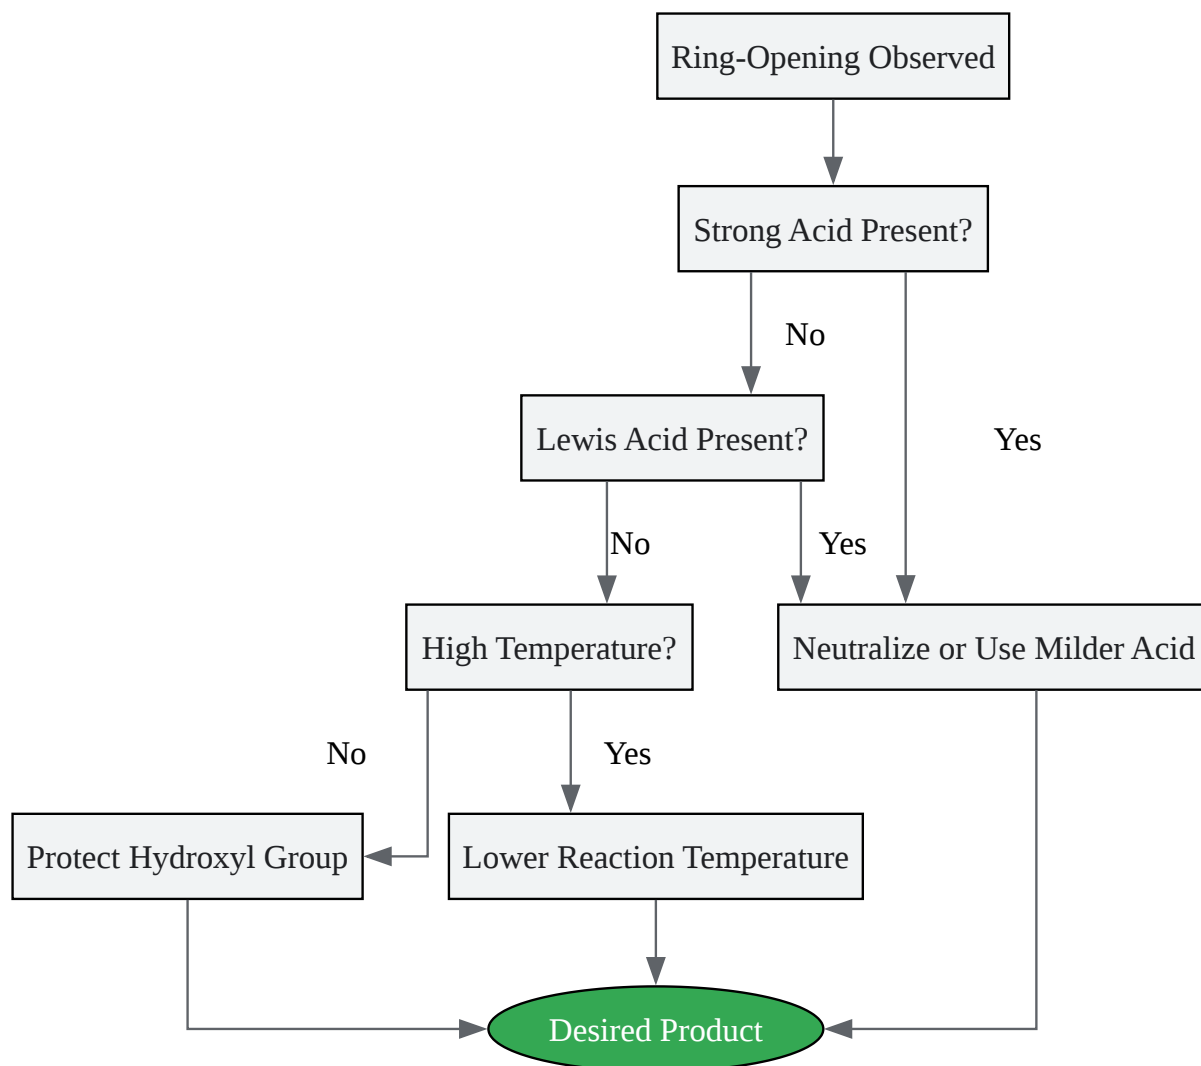 Ring-Opening Observed
Strong Acid Present?
No
Lewis Acid Present?
Yes
No
Yes
High Temperature?
Neutralize or Use Milder Acid
No
Yes
Protect Hydroxyl Group
Lower Reaction Temperature
Desired Product